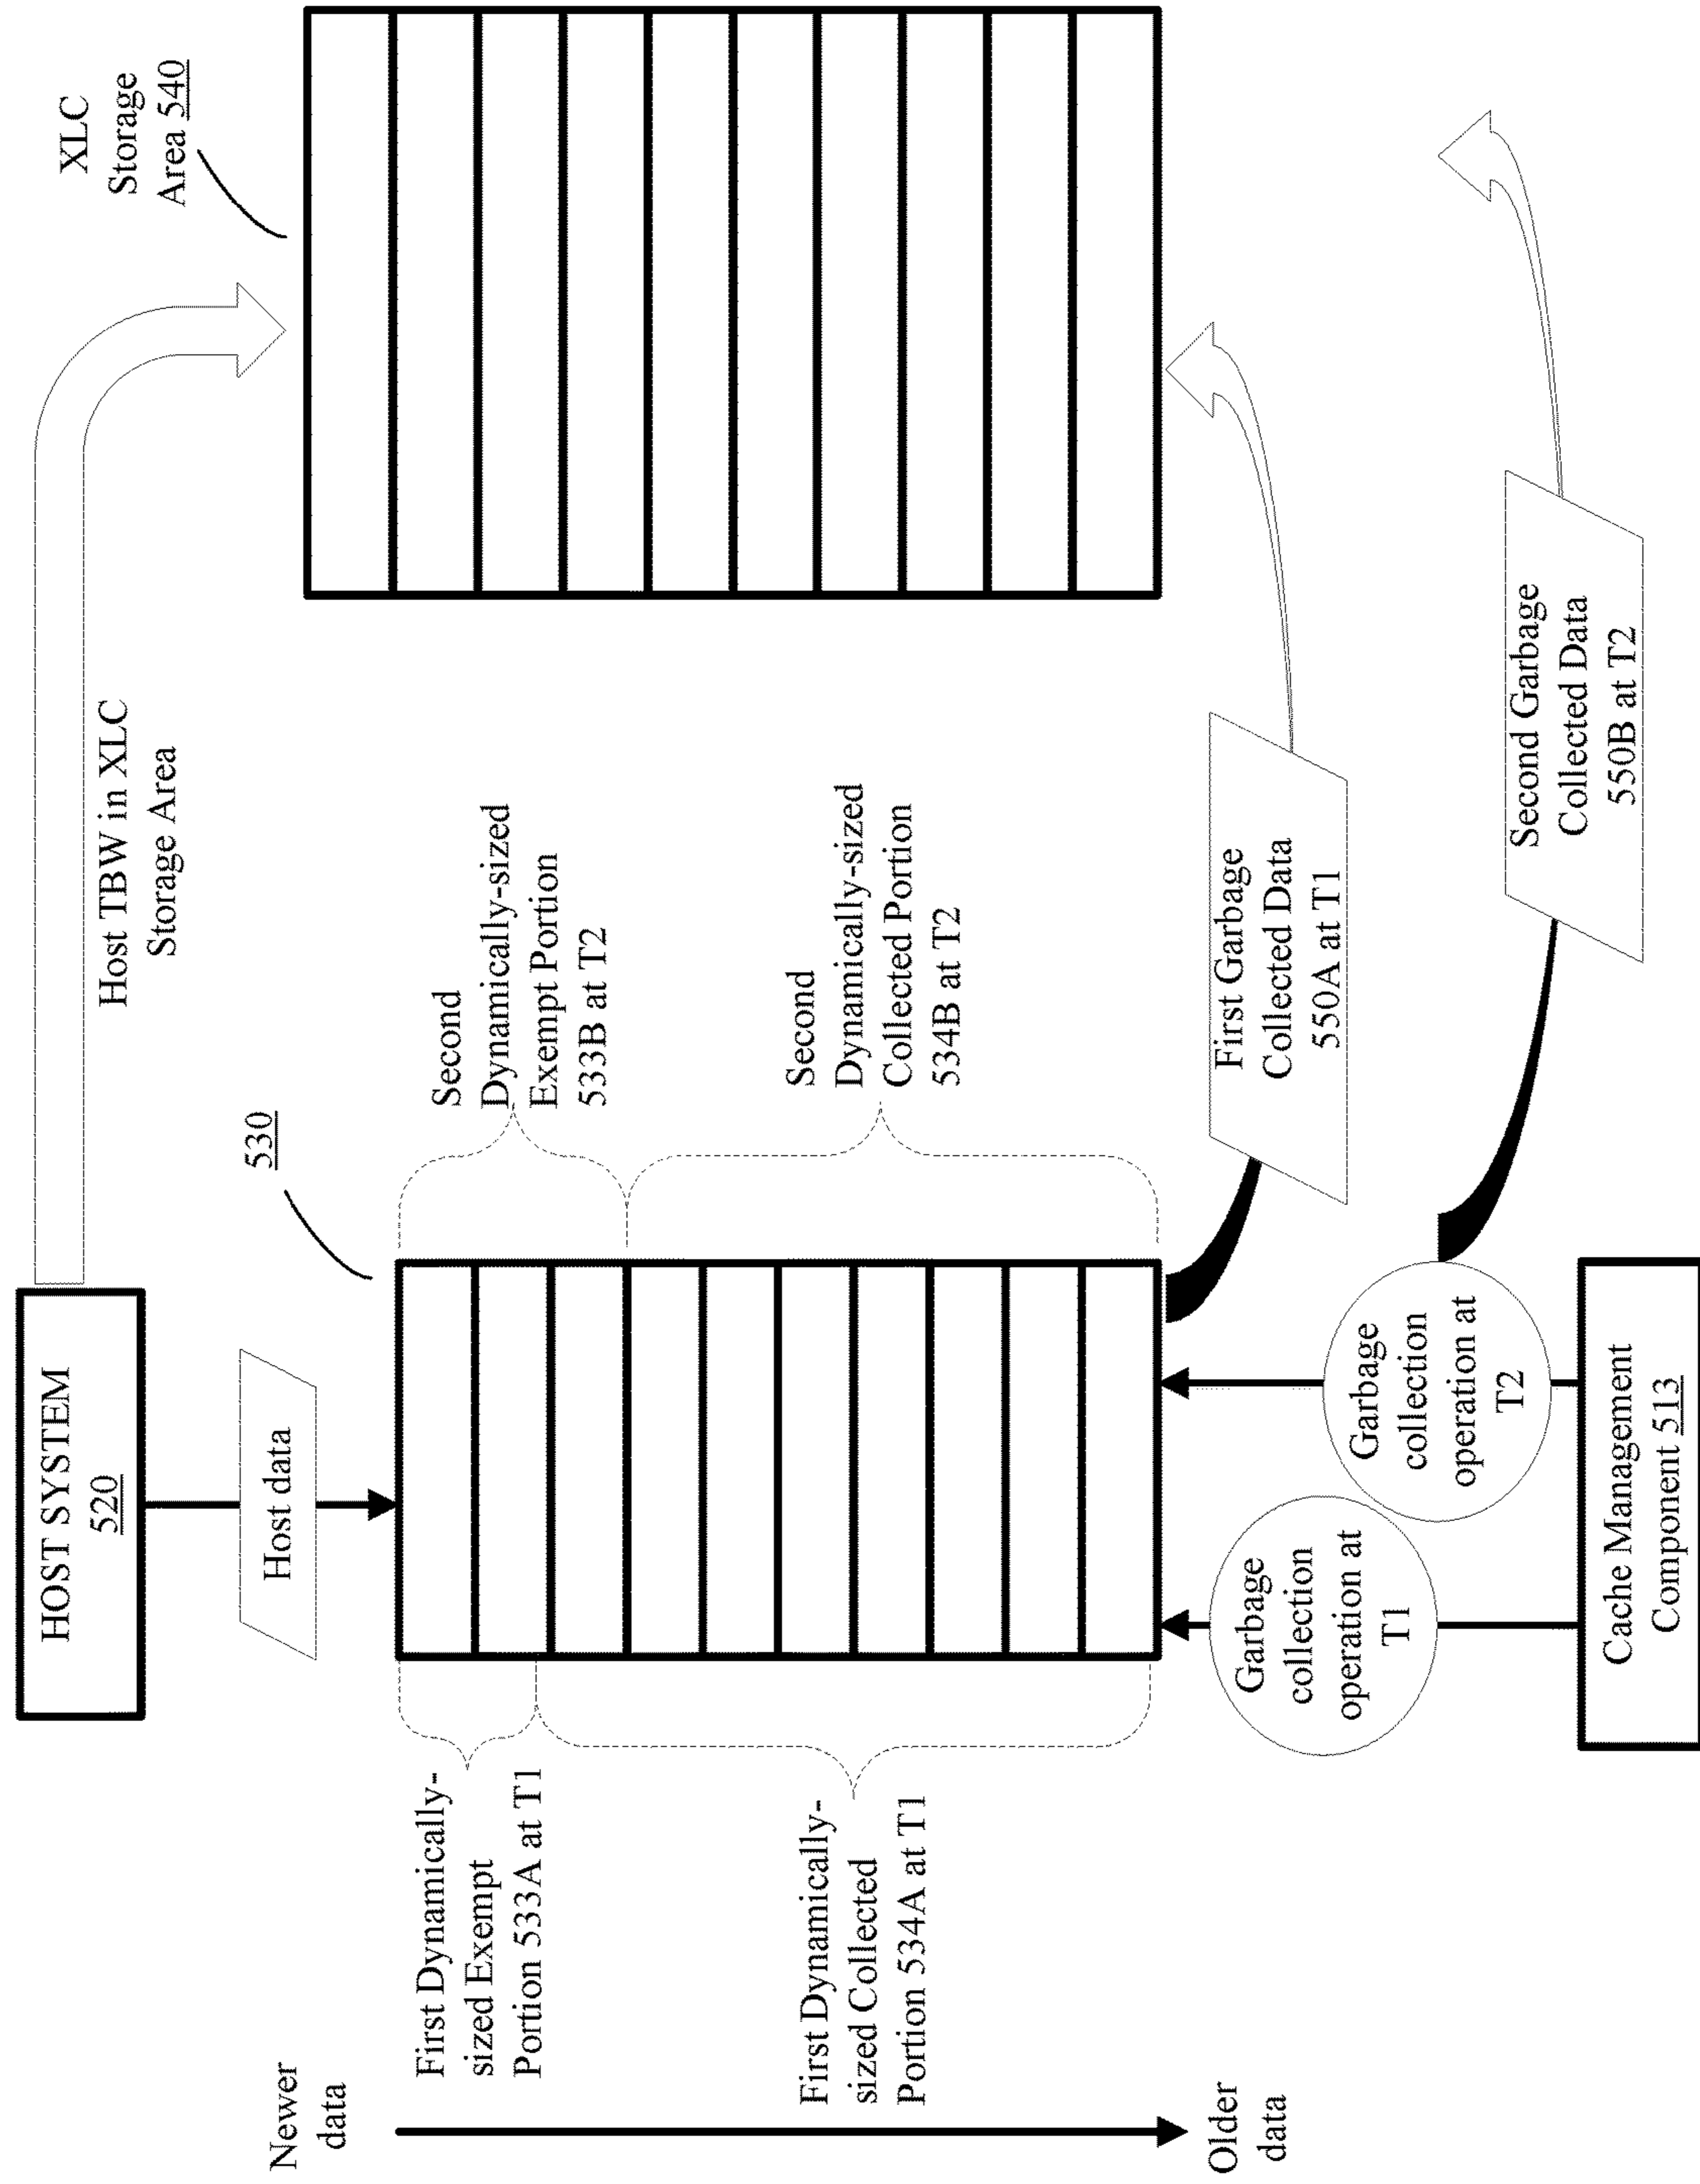 Newer
data
Older
data
First Dynamically-
sized Exempt
Portion 533A at T1
First Dynamically-
sized Collected
Portion 534A at T1
HOST SYSTEM
520
Host data
530
Host TBW in XLC
Storage Area
XLC
Storage
Area 540
Second
Dynamically-sized
Exempt Portion
533B at T2
Second
Dynamically-sized
Collected Portion
534B at T2
Garbage
collection
operation at
T1
Garbage
collection
operation at
T2
Cache Management
Component 513
First Garbage
Collected Data
550A at T1
Second Garbage
Collected Data
550B at T2